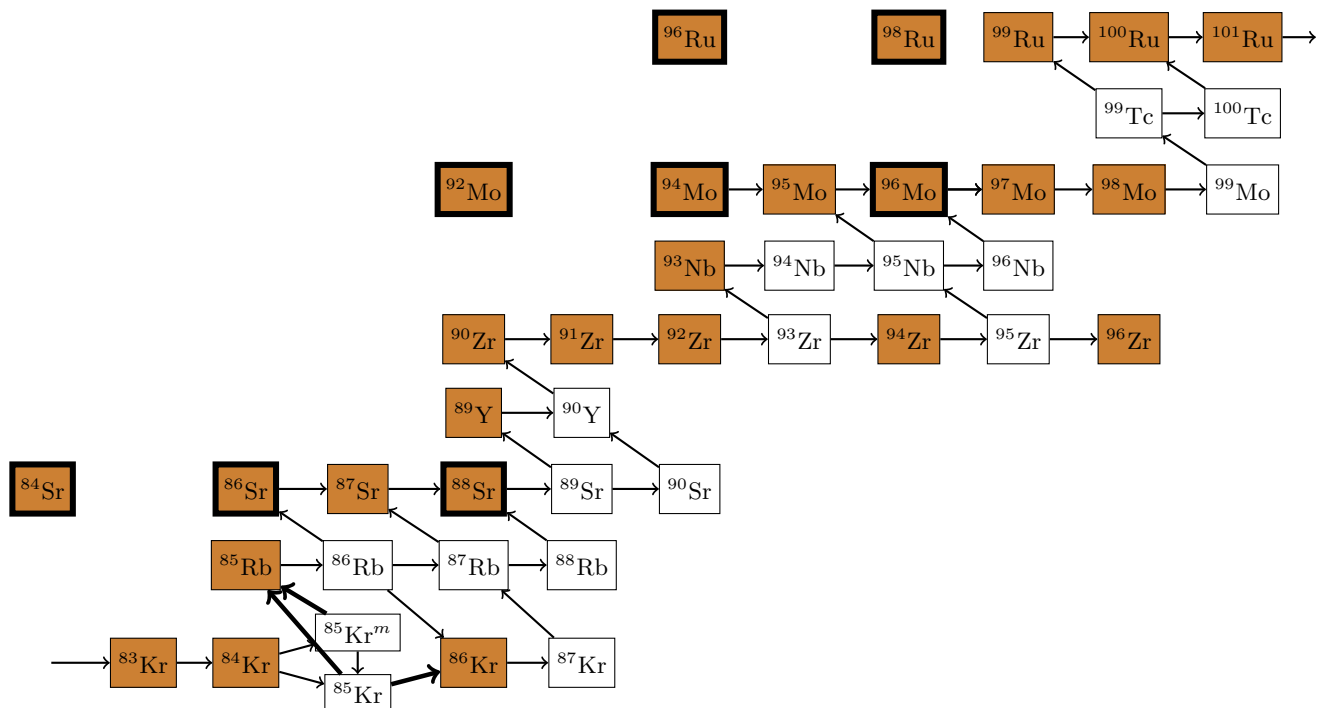 ⁹⁶Ru ⁹⁸Ru ⁹⁹Ru ¹⁰⁰Ru ¹⁰¹Ru
⁹⁹Tc ¹⁰⁰Tc
⁹²Mo ⁹⁴Mo ⁹⁵Mo ⁹⁶Mo ⁹⁷Mo ⁹⁸Mo ⁹⁹Mo
⁹³Nb ⁹⁴Nb ⁹⁵Nb ⁹⁶Nb
⁹⁰Zr ⁹¹Zr ⁹²Zr ⁹³Zr ⁹⁴Zr ⁹⁵Zr ⁹⁶Zr
⁸⁹Y ⁹⁰Y
⁸⁴Sr ⁸⁶Sr ⁸⁷Sr ⁸⁸Sr ⁸⁹Sr ⁹⁰Sr
⁸⁵Rb ⁸⁶Rb ⁸⁷Rb ⁸⁸Rb
⁸⁵Krᵐ
⁸³Kr ⁸⁴Kr ⁸⁶Kr ⁸⁷Kr
⁸⁵Kr